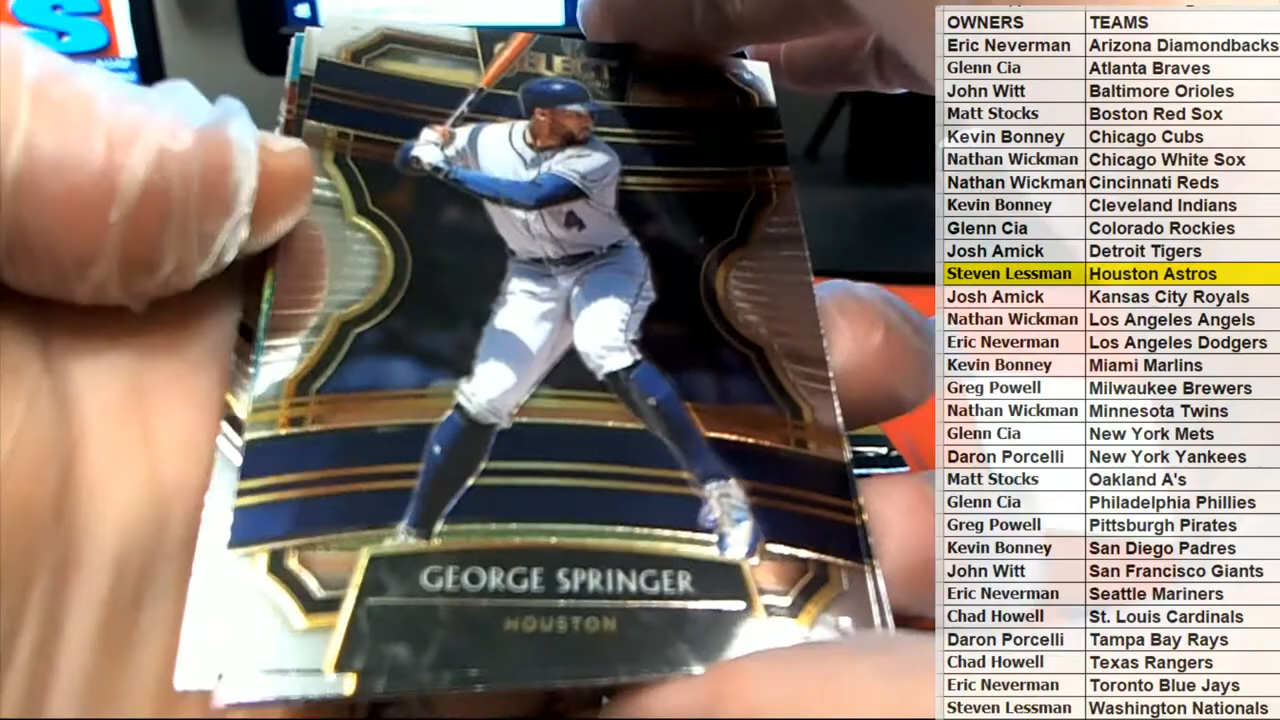 S
SELECT
4
GEORGE SPRINGER
HOUSTON
OWNERS TEAMS
Eric Neverman Arizona Diamondbacks
Glenn Cia Atlanta Braves
John Witt Baltimore Orioles
Matt Stocks Boston Red Sox
Kevin Bonney Chicago Cubs
Nathan Wickman Chicago White Sox
Nathan Wickman Cincinnati Reds
Kevin Bonney Cleveland Indians
Glenn Cia Colorado Rockies
Josh Amick Detroit Tigers
Steven Lessman Houston Astros
Josh Amick Kansas City Royals
Nathan Wickman Los Angeles Angels
Eric Neverman Los Angeles Dodgers
Kevin Bonney Miami Marlins
Greg Powell Milwaukee Brewers
Nathan Wickman Minnesota Twins
Glenn Cia New York Mets
Daron Porcelli New York Yankees
Matt Stocks Oakland A's
Glenn Cia Philadelphia Phillies
Greg Powell Pittsburgh Pirates
Kevin Bonney San Diego Padres
John Witt San Francisco Giants
Eric Neverman Seattle Mariners
Chad Howell St. Louis Cardinals
Daron Porcelli Tampa Bay Rays
Chad Howell Texas Rangers
Eric Neverman Toronto Blue Jays
Steven Lessman Washington Nationals